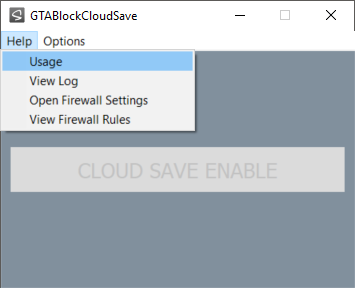 GTABlockCloudSave
Help Options
Usage
View Log
Open Firewall Settings
View Firewall Rules
CLOUD SAVE ENABLE